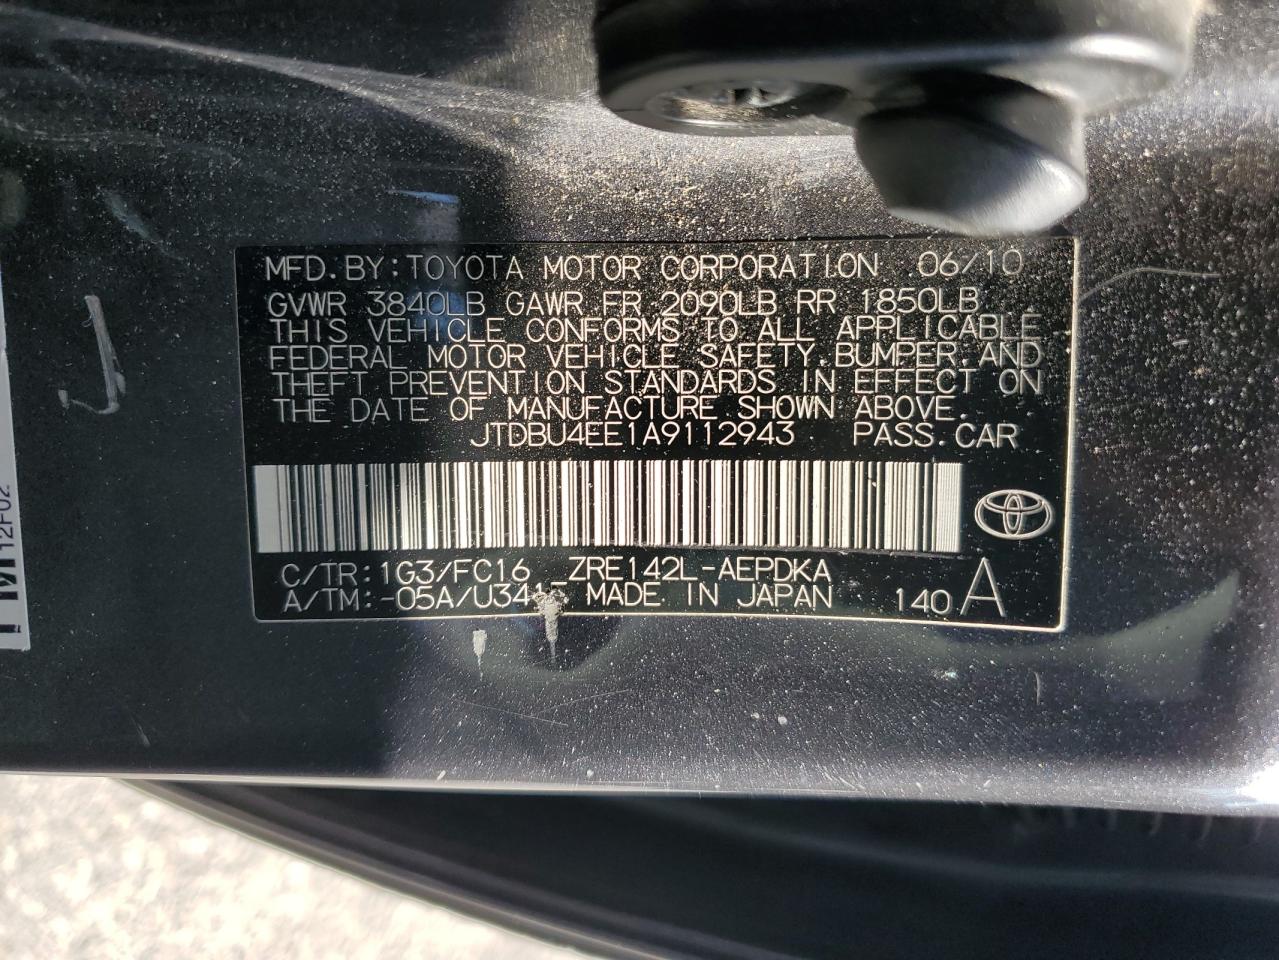 MFD. BY: TOYOTA MOTOR CORPORATION 06/10
GVWR 3840LB GAWR FR 2090LB RR 1850LB
THIS VEHICLE CONFORMS TO ALL APPLICABLE
FEDERAL MOTOR VEHICLE SAFETY, BUMPER, AND
THEFT PREVENTION STANDARDS IN EFFECT ON
THE DATE OF MANUFACTURE SHOWN ABOVE.
JTDBU4EE1A9112943 PASS. CAR
C/TR: 1G3/FC16 ZRE142L-AEPDKA
A/TM: -05A/U341 MADE IN JAPAN 140 A
J